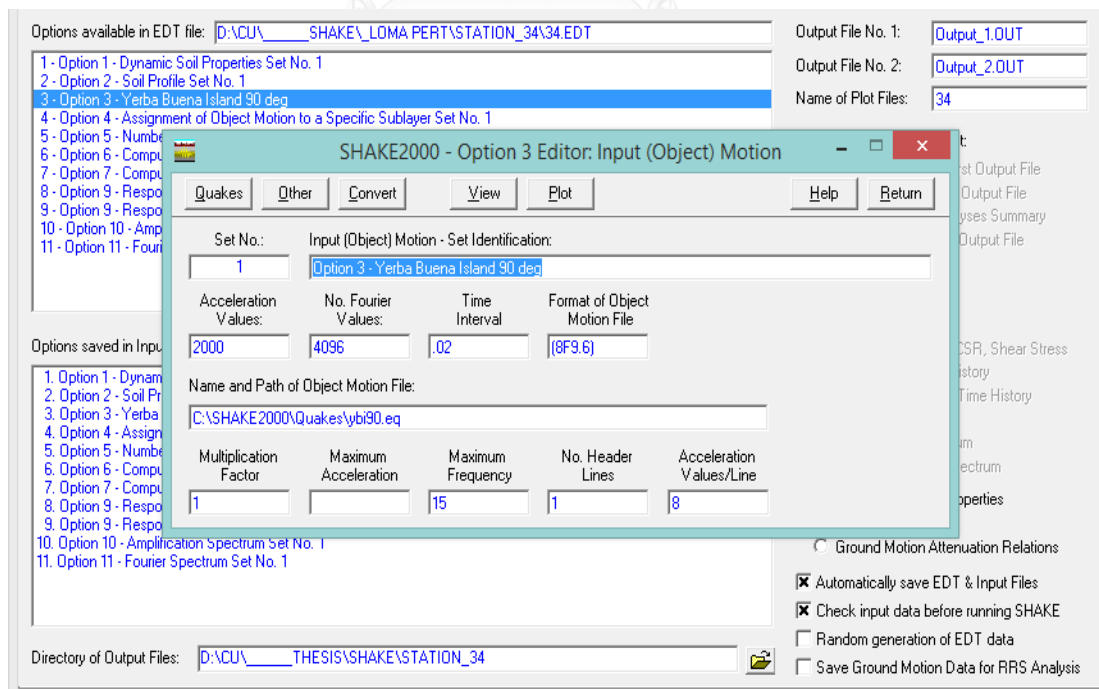 Options available in EDT file: D:\CU\______SHAKE\_LOMA PERT\STATION_34\34.EDT
1 - Option 1 - Dynamic Soil Properties Set No. 1
2 - Option 2 - Soil Profile Set No. 1
3 - Option 3 - Yerba Buena Island 90 deg
4 - Option 4 - Assignment of Object Motion to a Specific Sublayer Set No. 1
5 - Option 5 - Numbe
6 - Option 6 - Compu
7 - Option 7 - Compu
8 - Option 9 - Respo
9 - Option 9 - Respo
10 - Option 10 - Amp
11 - Option 11 - Fouri
Output File No. 1: Output_1.OUT
Output File No. 2: Output_2.OUT
Name of Plot Files: 34
t:
rst Output File
Output File
yses Summary
Output File
SHAKE2000 - Option 3 Editor: Input (Object) Motion
Quakes Other Convert View Plot Help Return
Set No.: Input (Object) Motion - Set Identification:
1 Option 3 - Yerba Buena Island 90 deg
Acceleration Values: No. Fourier Values: Time Interval Format of Object Motion File
2000 4096 .02 (8F9.6)
Name and Path of Object Motion File:
C:\SHAKE2000\Quakes\ybi90.eq
Multiplication Factor Maximum Acceleration Maximum Frequency No. Header Lines Acceleration Values/Line
1 15 1 8
Options saved in Inpu
1. Option 1 - Dynam
2. Option 2 - Soil Pr
3. Option 3 - Yerba
4. Option 4 - Assign
5. Option 5 - Numbe
6. Option 6 - Compu
7. Option 7 - Compu
8. Option 9 - Respo
9. Option 9 - Respo
10. Option 10 - Amplification Spectrum Set No. 1
11. Option 11 - Fourier Spectrum Set No. 1
CSR, Shear Stress
istory
Time History
um
ectrum
operties
Ground Motion Attenuation Relations
Automatically save EDT & Input Files
Check input data before running SHAKE
Random generation of EDT data
Save Ground Motion Data for RRS Analysis
Directory of Output Files: D:\CU\______THESIS\SHAKE\STATION_34